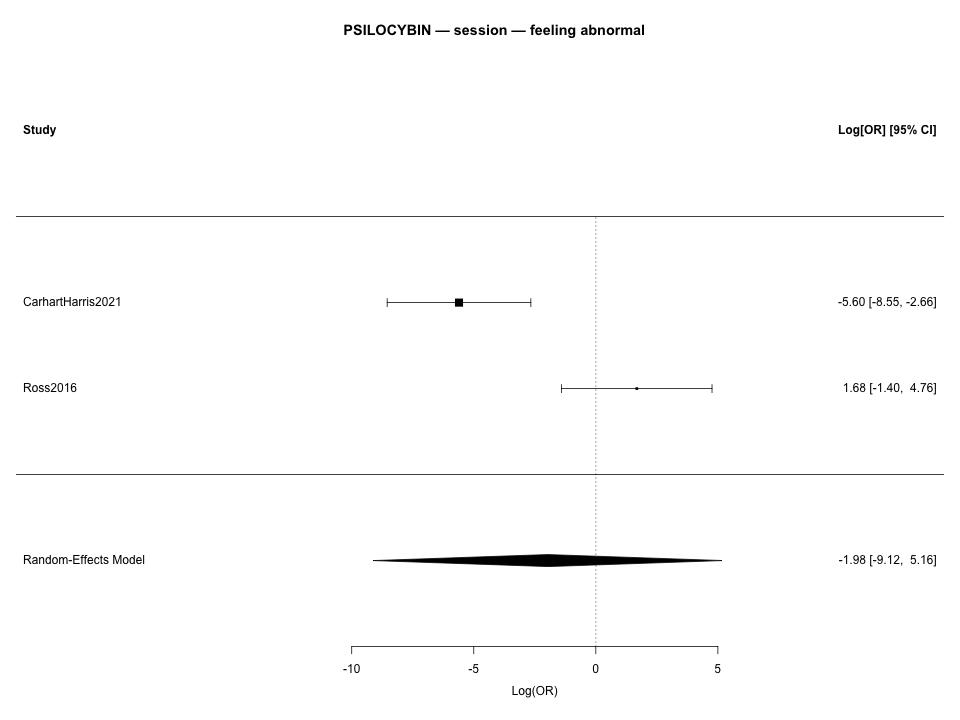 PSILOCYBIN — session — feeling abnormal
Study Log[OR] [95% CI]
CarhartHarris2021 -5.60 [-8.55, -2.66]
Ross2016 1.68 [-1.40, 4.76]
Random-Effects Model -1.98 [-9.12, 5.16]
-10 -5 0 5
Log(OR)